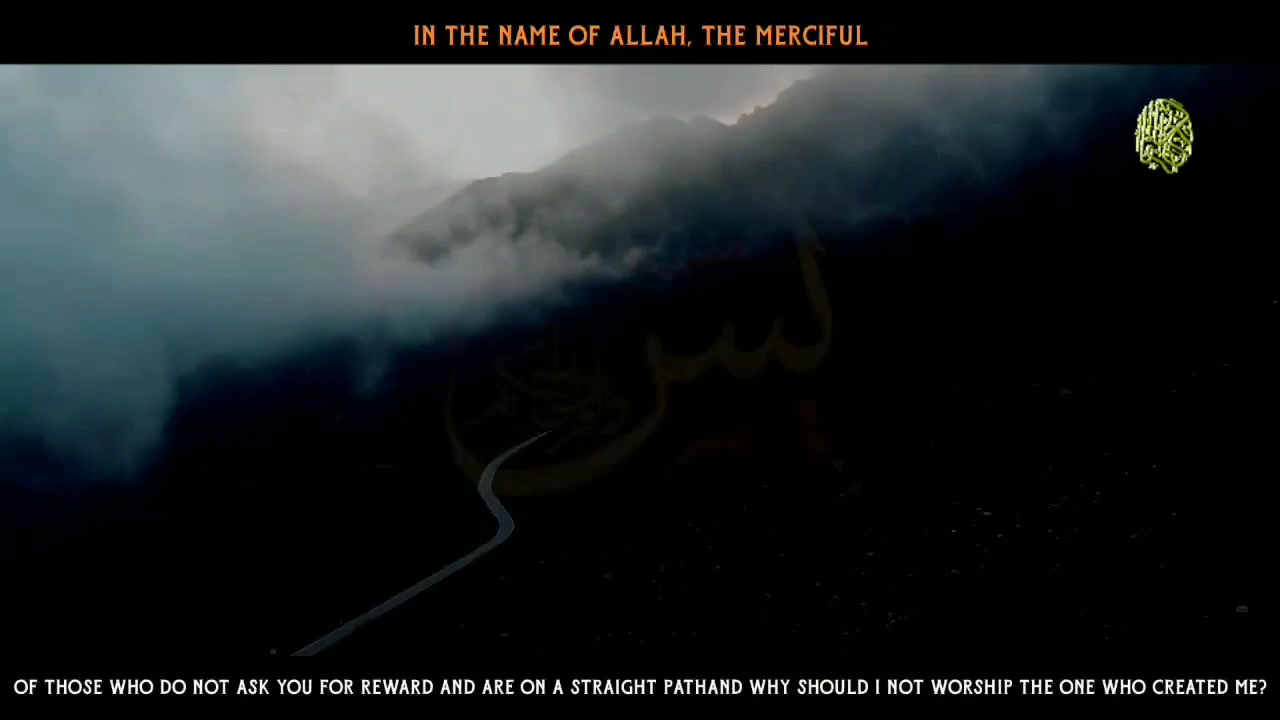 IN THE NAME OF ALLAH, THE MERCIFUL
يس
OF THOSE WHO DO NOT ASK YOU FOR REWARD AND ARE ON A STRAIGHT PATHAND WHY SHOULD I NOT WORSHIP THE ONE WHO CREATED ME?